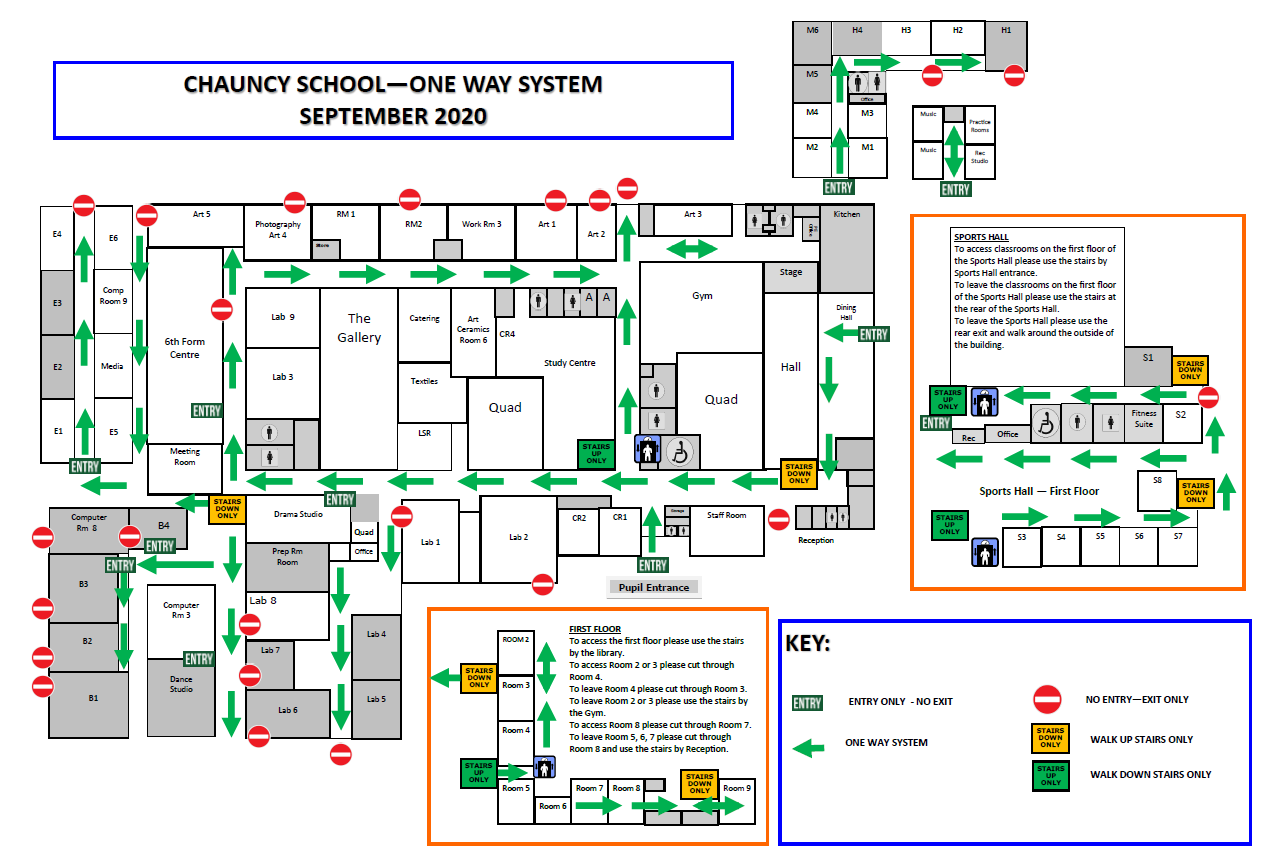 CHAUNCY SCHOOL—ONE WAY SYSTEM
SEPTEMBER 2020
M6
H4
H3
H2
H1
M5
Office
M4
M3
M2
M1
ENTRY
Music
Practice
Rooms
Music
Rec
Studio
ENTRY
E4
E6
E3
Comp
Room 9
E2
Media
E1
E5
ENTRY
Art 5
Photography
Art 4
RM 1
Store
RM2
Work Rm 3
Art 1
Art 2
Art 3
PE
Office
Kitchen
6th Form
Centre
ENTRY
Meeting
Room
Lab 9
Lab 3
The
Gallery
Catering
Textiles
LSR
Art
Ceramics
Room 6
CR4
A
A
Study Centre
Quad
STAIRS
UP
ONLY
Gym
Stage
Quad
Hall
Dining
Hall
ENTRY
STAIRS
DOWN
ONLY
STAIRS
DOWN
ONLY
Computer
Rm 8
B4
ENTRY
ENTRY
B3
B2
B1
Computer
Rm 3
ENTRY
Dance
Studio
Drama Studio
ENTRY
Quad
Office
Prep Rm
Room
Lab 8
Lab 7
Lab 6
Lab 4
Lab 5
Lab 1
Lab 2
CR2
CR1
ENTRY
Pupil Entrance
Staff Room
Reception
SPORTS HALL
To access classrooms on the first floor of
the Sports Hall please use the stairs by
Sports Hall entrance.
To leave the classrooms on the first floor
of the Sports Hall please use the stairs at
the rear of the Sports Hall.
To leave the Sports Hall please use the
rear exit and walk around the outside of
the building.
S1
STAIRS
DOWN
ONLY
STAIRS
UP
ONLY
ENTRY
Rec
Office
Fitness
Suite
S2
Sports Hall — First Floor
S8
STAIRS
DOWN
ONLY
STAIRS
UP
ONLY
S3
S4
S5
S6
S7
ROOM 2
STAIRS
DOWN
ONLY
Room 3
Room 4
STAIRS
UP
ONLY
Room 5
Room 6
Room 7
Room 8
STAIRS
DOWN
ONLY
Room 9
FIRST FLOOR
To access the first floor please use the stairs
by the library.
To access Room 2 or 3 please cut through
Room 4.
To leave Room 4 please cut through Room 3.
To leave Room 2 or 3 please use the stairs by
the Gym.
To access Room 8 please cut through Room 7.
To leave Room 5, 6, 7 please cut through
Room 8 and use the stairs by Reception.
KEY:
ENTRY
ENTRY ONLY - NO EXIT
NO ENTRY—EXIT ONLY
ONE WAY SYSTEM
STAIRS
DOWN
ONLY
WALK UP STAIRS ONLY
STAIRS
UP
ONLY
WALK DOWN STAIRS ONLY